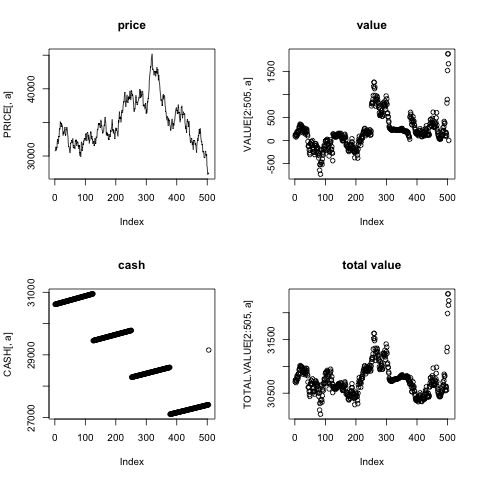 price
PRICE[, a]
30000 40000
0 100 200 300 400 500
Index
value
VALUE[2:505, a]
-500 0 500 1500
0 100 200 300 400 500
Index
cash
CASH[, a]
27000 29000 31000
0 100 200 300 400 500
Index
total value
TOTAL.VALUE[2:505, a]
30500 31500
0 100 200 300 400 500
Index